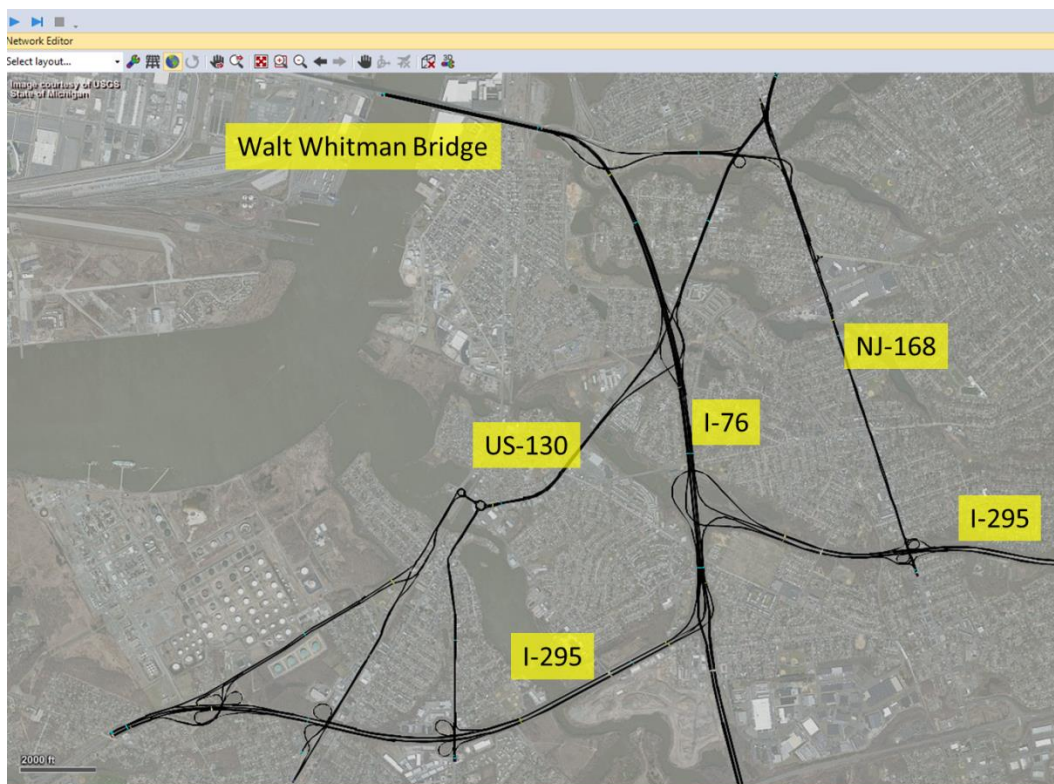 Network Editor
Select layout...
Image courtesy of USGS
State of Michigan
Walt Whitman Bridge
NJ-168
I-76
US-130
I-295
I-295
2000 ft